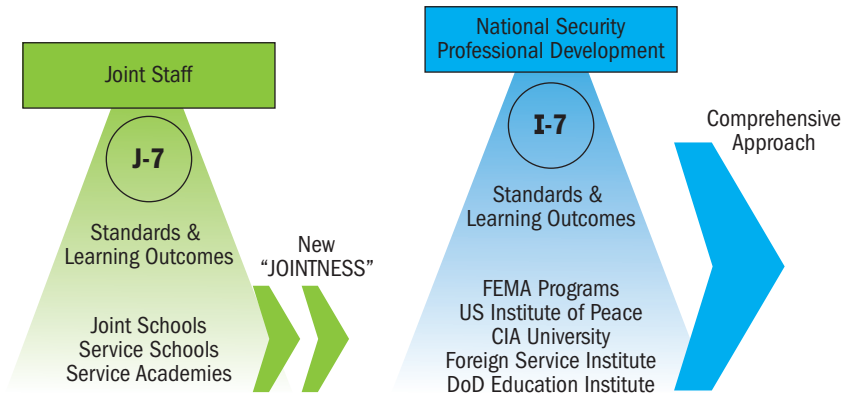 Joint Staff
J-7
Standards &
Learning Outcomes
Joint Schools
Service Schools
Service Academies
New
“JOINTNESS”
National Security
Professional Development
I-7
Standards &
Learning Outcomes
FEMA Programs
US Institute of Peace
CIA University
Foreign Service Institute
DoD Education Institute
Comprehensive
Approach